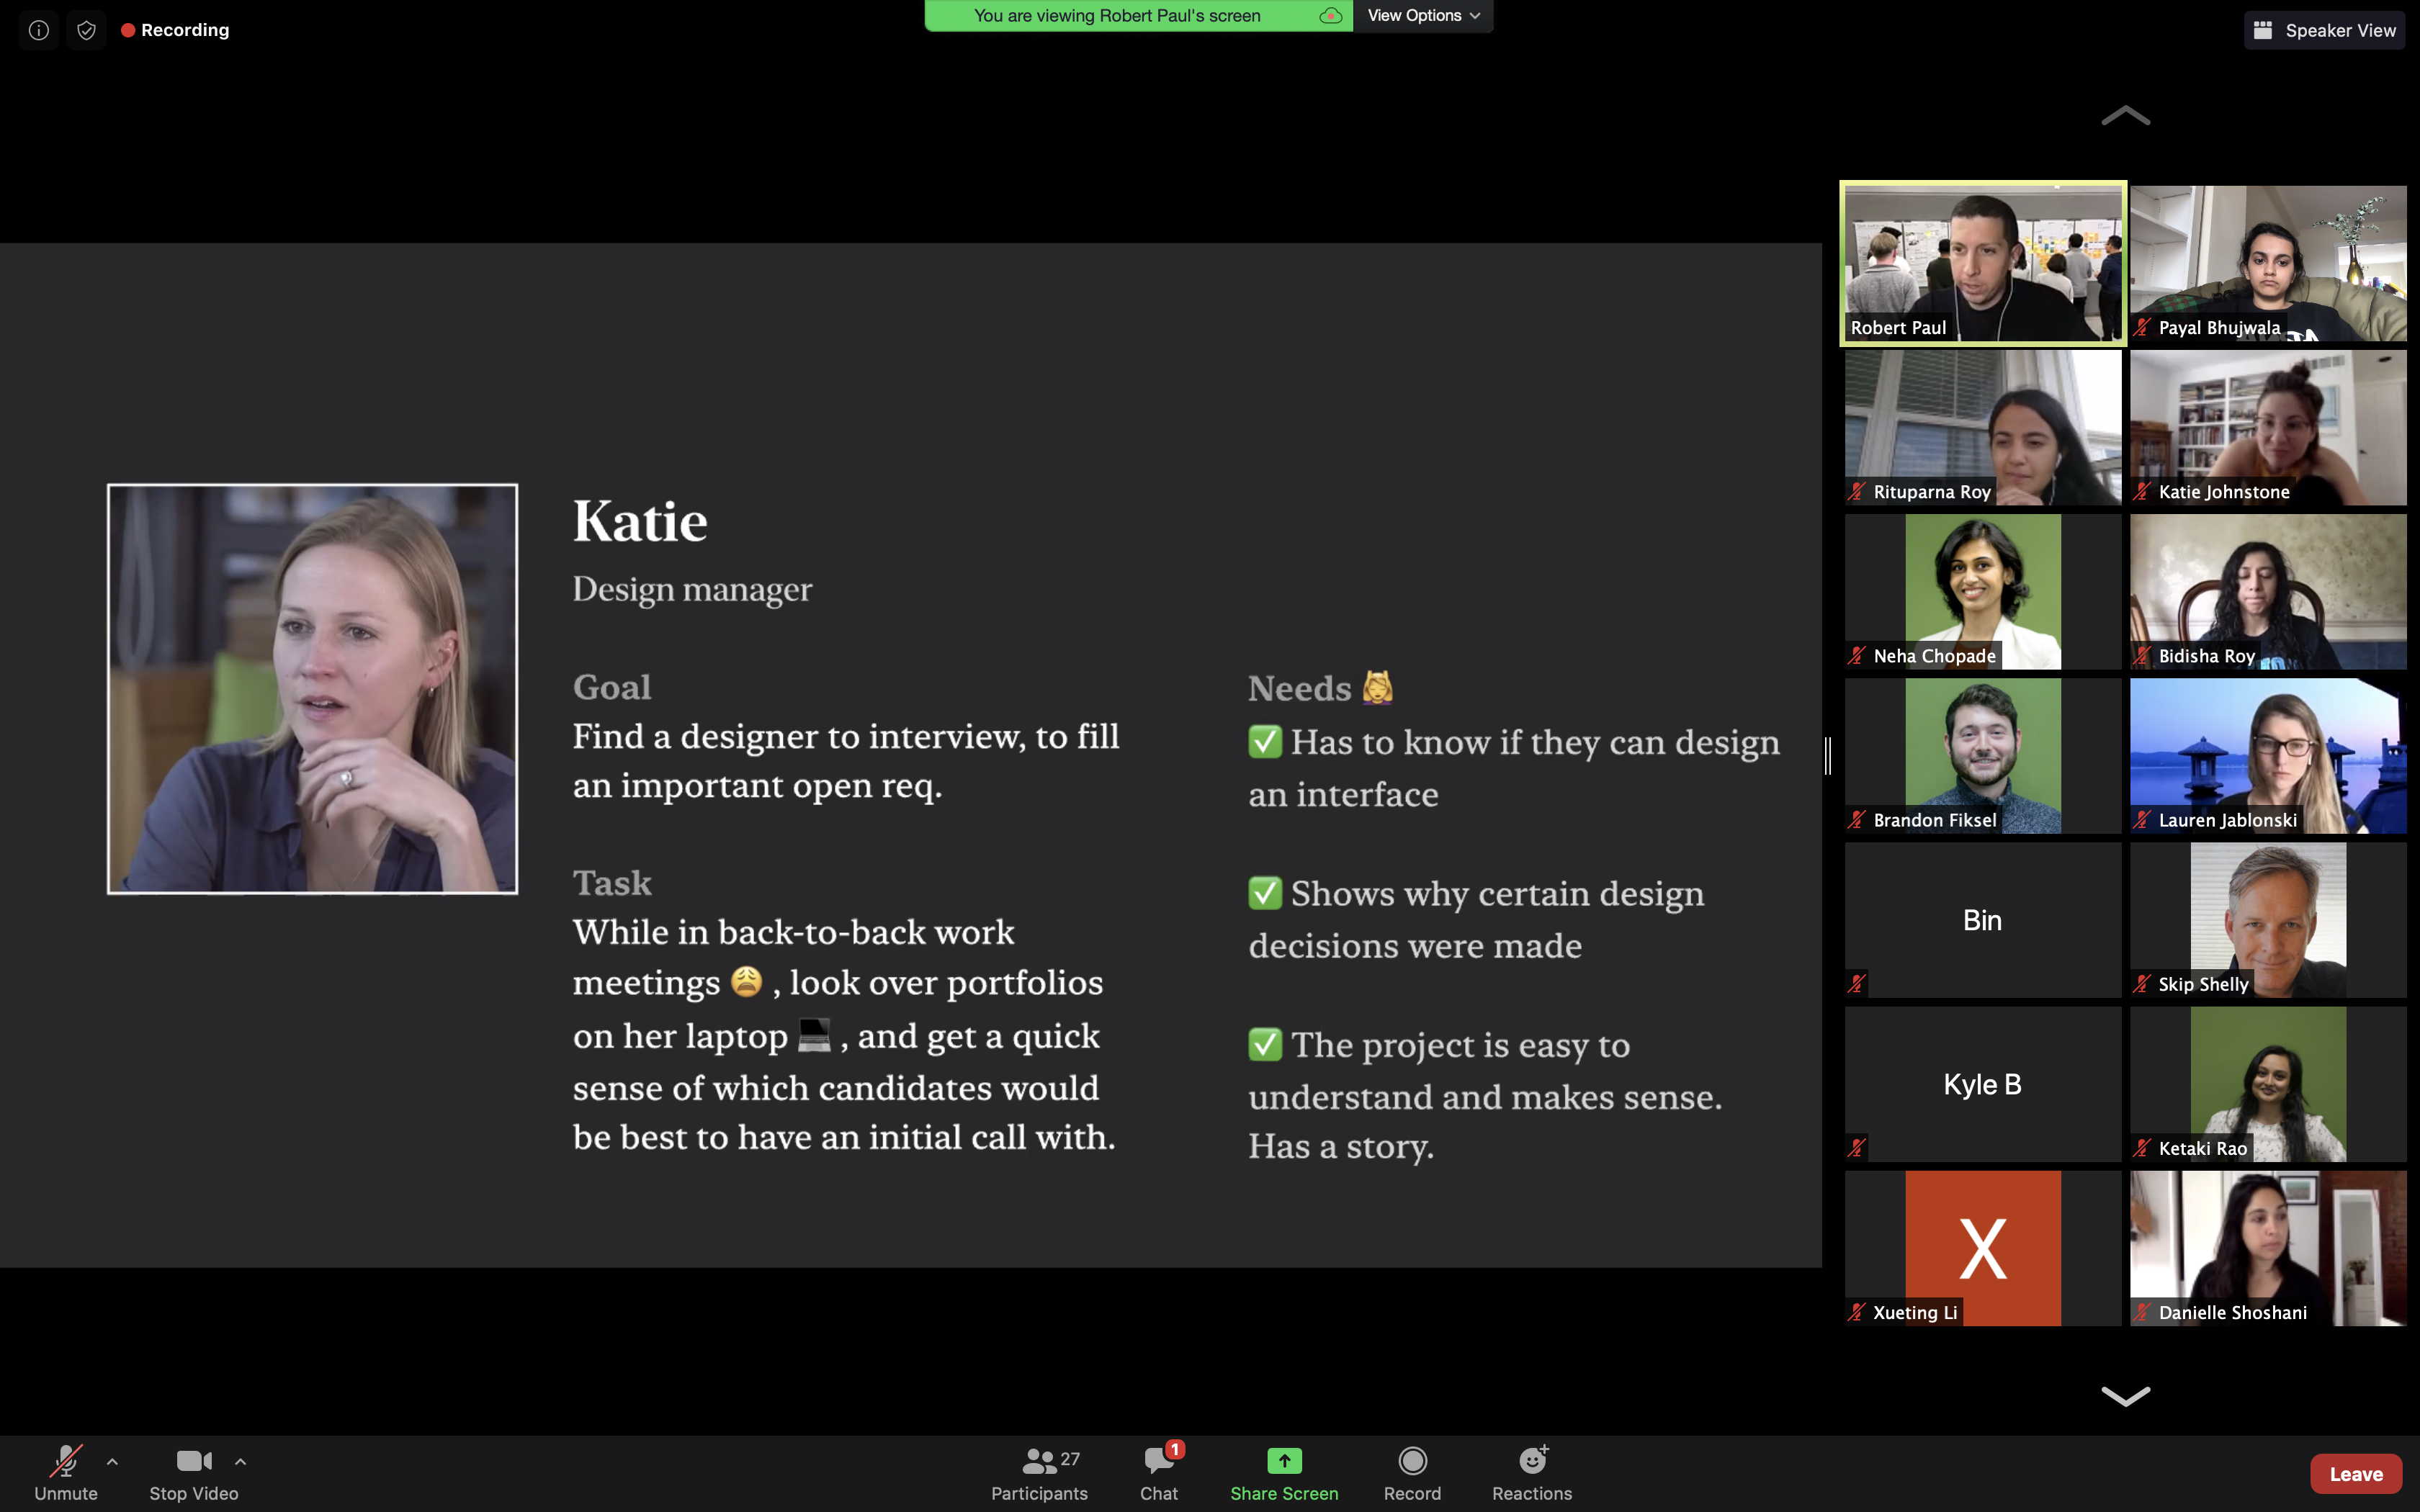 Recording
You are viewing Robert Paul's screen
View Options
Speaker View
Katie
Design manager
Goal
Find a designer to interview, to fill
an important open req.
Task
While in back-to-back work
meetings 😩 , look over portfolios
on her laptop 💻 , and get a quick
sense of which candidates would
be best to have an initial call with.
Needs 💆
✅ Has to know if they can design
an interface
✅ Shows why certain design
decisions were made
✅ The project is easy to
understand and makes sense.
Has a story.
Robert Paul
Payal Bhujwala
Rituparna Roy
Katie Johnstone
Neha Chopade
Bidisha Roy
Brandon Fiksel
Lauren Jablonski
Bin
Skip Shelly
Kyle B
Ketaki Rao
X
Xueting Li
Danielle Shoshani
Unmute
Stop Video
27
Participants
1
Chat
Share Screen
Record
Reactions
Leave